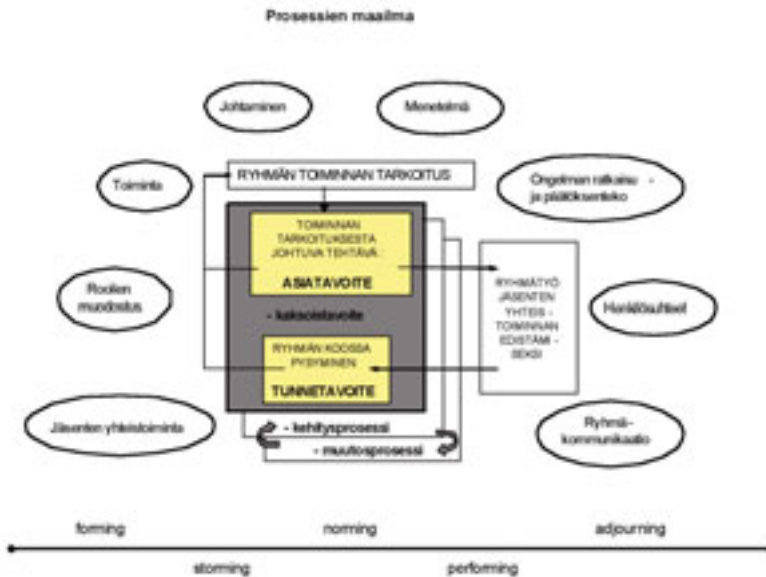 Prosessien maailma
Johtaminen
Menetelmä
Toiminta
RYHMÄN TOIMINNAN TARKOITUS
Ongelman ratkaisu -
ja päätöksenteko
TOIMINNAN
TARKOITUKSESTA
JOHTUVA TEHTÄVÄ
ASIATAVOITE
Roolien
muodostus
- kaksoistavoite
RYHMÄTYÖ
JÄSENTEN
YHTEIS -
TOIMINNAN
EDISTÄMI -
SEKSI
Henkilösuhteet
RYHMÄN KOOSSA
PYSYMINEN
TUNNETAVOITE
Jäsenten yhteistoiminta
- kehitysprosessi
- muutosprosessi
Ryhmä-
kommunikaatio
forming
norming
adjourning
storming
performing